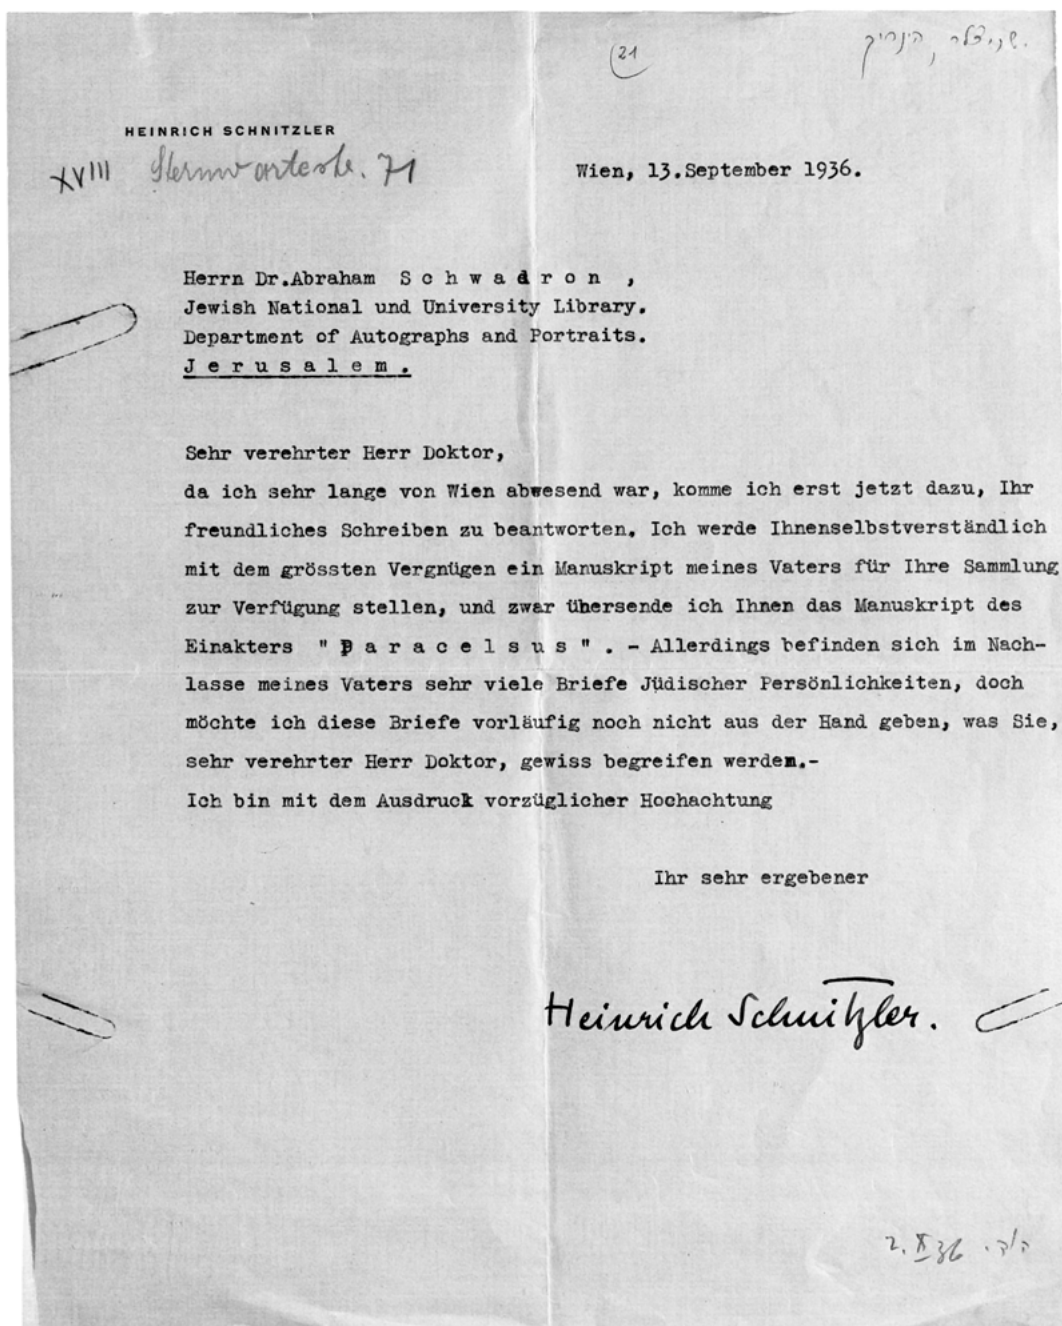 21
שניצלר, היינריך.
HEINRICH SCHNITZLER
XVIII Sternwartestr. 71
Wien, 13.September 1936.
Herrn Dr.Abraham S c h w a d r o n ,
Jewish National und University Library.
Department of Autographs and Portraits.
J e r u s a l e m .
Sehr verehrter Herr Doktor,
da ich sehr lange von Wien abwesend war, komme ich erst jetzt dazu, Ihr
freundliches Schreiben zu beantworten. Ich werde Ihnenselbstverständlich
mit dem grössten Vergnügen ein Manuskript meines Vaters für Ihre Sammlung
zur Verfügung stellen, und zwar übersende ich Ihnen das Manuskript des
Einakters " P a r a c e l s u s " . - Allerdings befinden sich im Nach-
lasse meines Vaters sehr viele Briefe Jüdischer Persönlichkeiten, doch
möchte ich diese Briefe vorläufig noch nicht aus der Hand geben, was Sie,
sehr verehrter Herr Doktor, gewiss begreifen werden.-
Ich bin mit dem Ausdruck vorzüglicher Hochachtung
Ihr sehr ergebener
Heinrich Schnitzler.
2.X 36